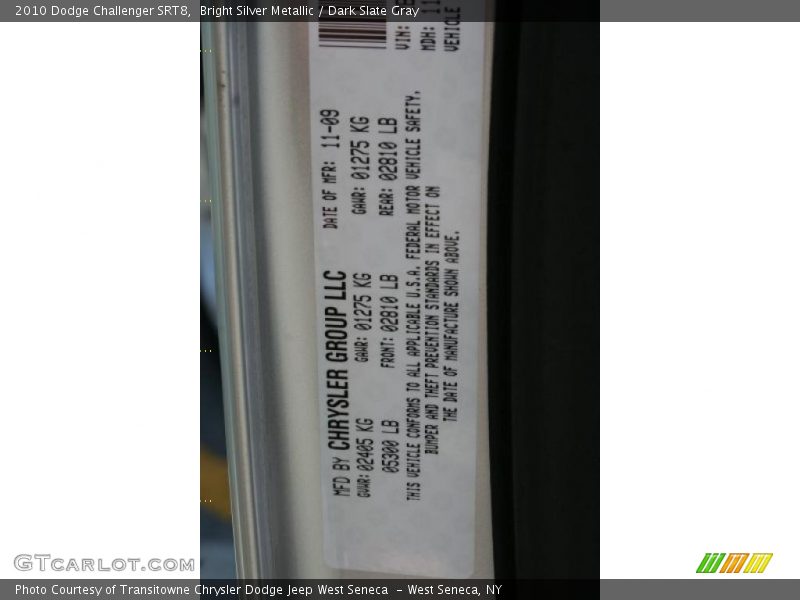 2010 Dodge Challenger SRT8, Bright Silver Metallic / Dark Slate Gray
MFD BY CHRYSLER GROUP LLC DATE OF MFR: 11-09
GVWR: 02405 KG GAWR: 01275 KG GAWR: 01275 KG
05300 LB FRONT: 02810 LB REAR: 02810 LB
THIS VEHICLE CONFORMS TO ALL APPLICABLE U.S.A. FEDERAL MOTOR VEHICLE SAFETY,
BUMPER AND THEFT PREVENTION STANDARDS IN EFFECT ON
THE DATE OF MANUFACTURE SHOWN ABOVE.
VIN:
MDH: 11
VEHICLE
GTCARLOT.COM
Photo Courtesy of Transitowne Chrysler Dodge Jeep West Seneca - West Seneca, NY